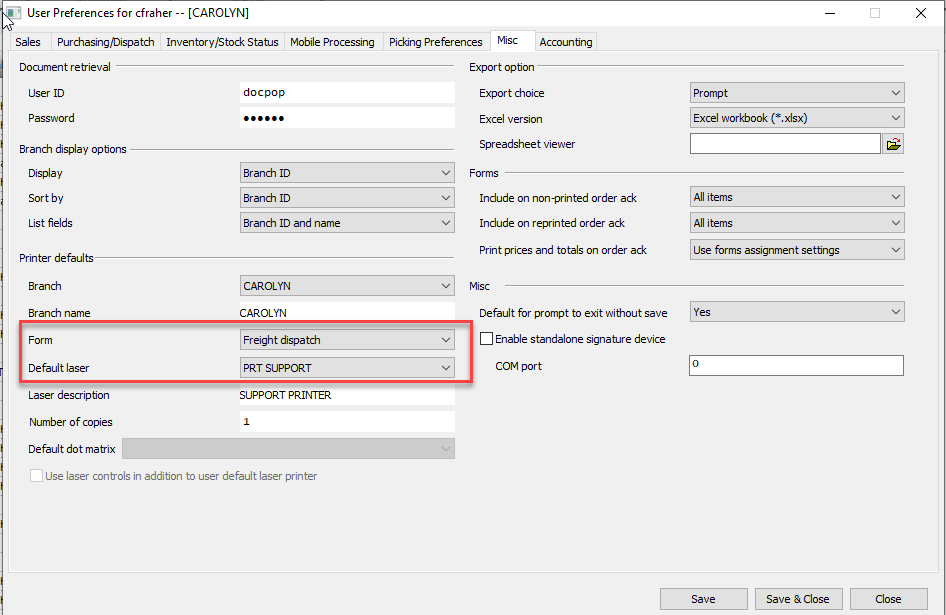 User Preferences for cfraher -- [CAROLYN]
Sales Purchasing/Dispatch Inventory/Stock Status Mobile Processing Picking Preferences Misc Accounting
Document retrieval
User ID docpop
Password ••••••
Branch display options
Display Branch ID
Sort by Branch ID
List fields Branch ID and name
Printer defaults
Branch CAROLYN
Branch name CAROLYN
Form Freight dispatch
Default laser PRT SUPPORT
Laser description SUPPORT PRINTER
Number of copies 1
Default dot matrix
Use laser controls in addition to user default laser printer
Export option
Export choice Prompt
Excel version Excel workbook (*.xlsx)
Spreadsheet viewer
Forms
Include on non-printed order ack All items
Include on reprinted order ack All items
Print prices and totals on order ack Use forms assignment settings
Misc
Default for prompt to exit without save Yes
Enable standalone signature device
COM port 0
Save Save & Close Close